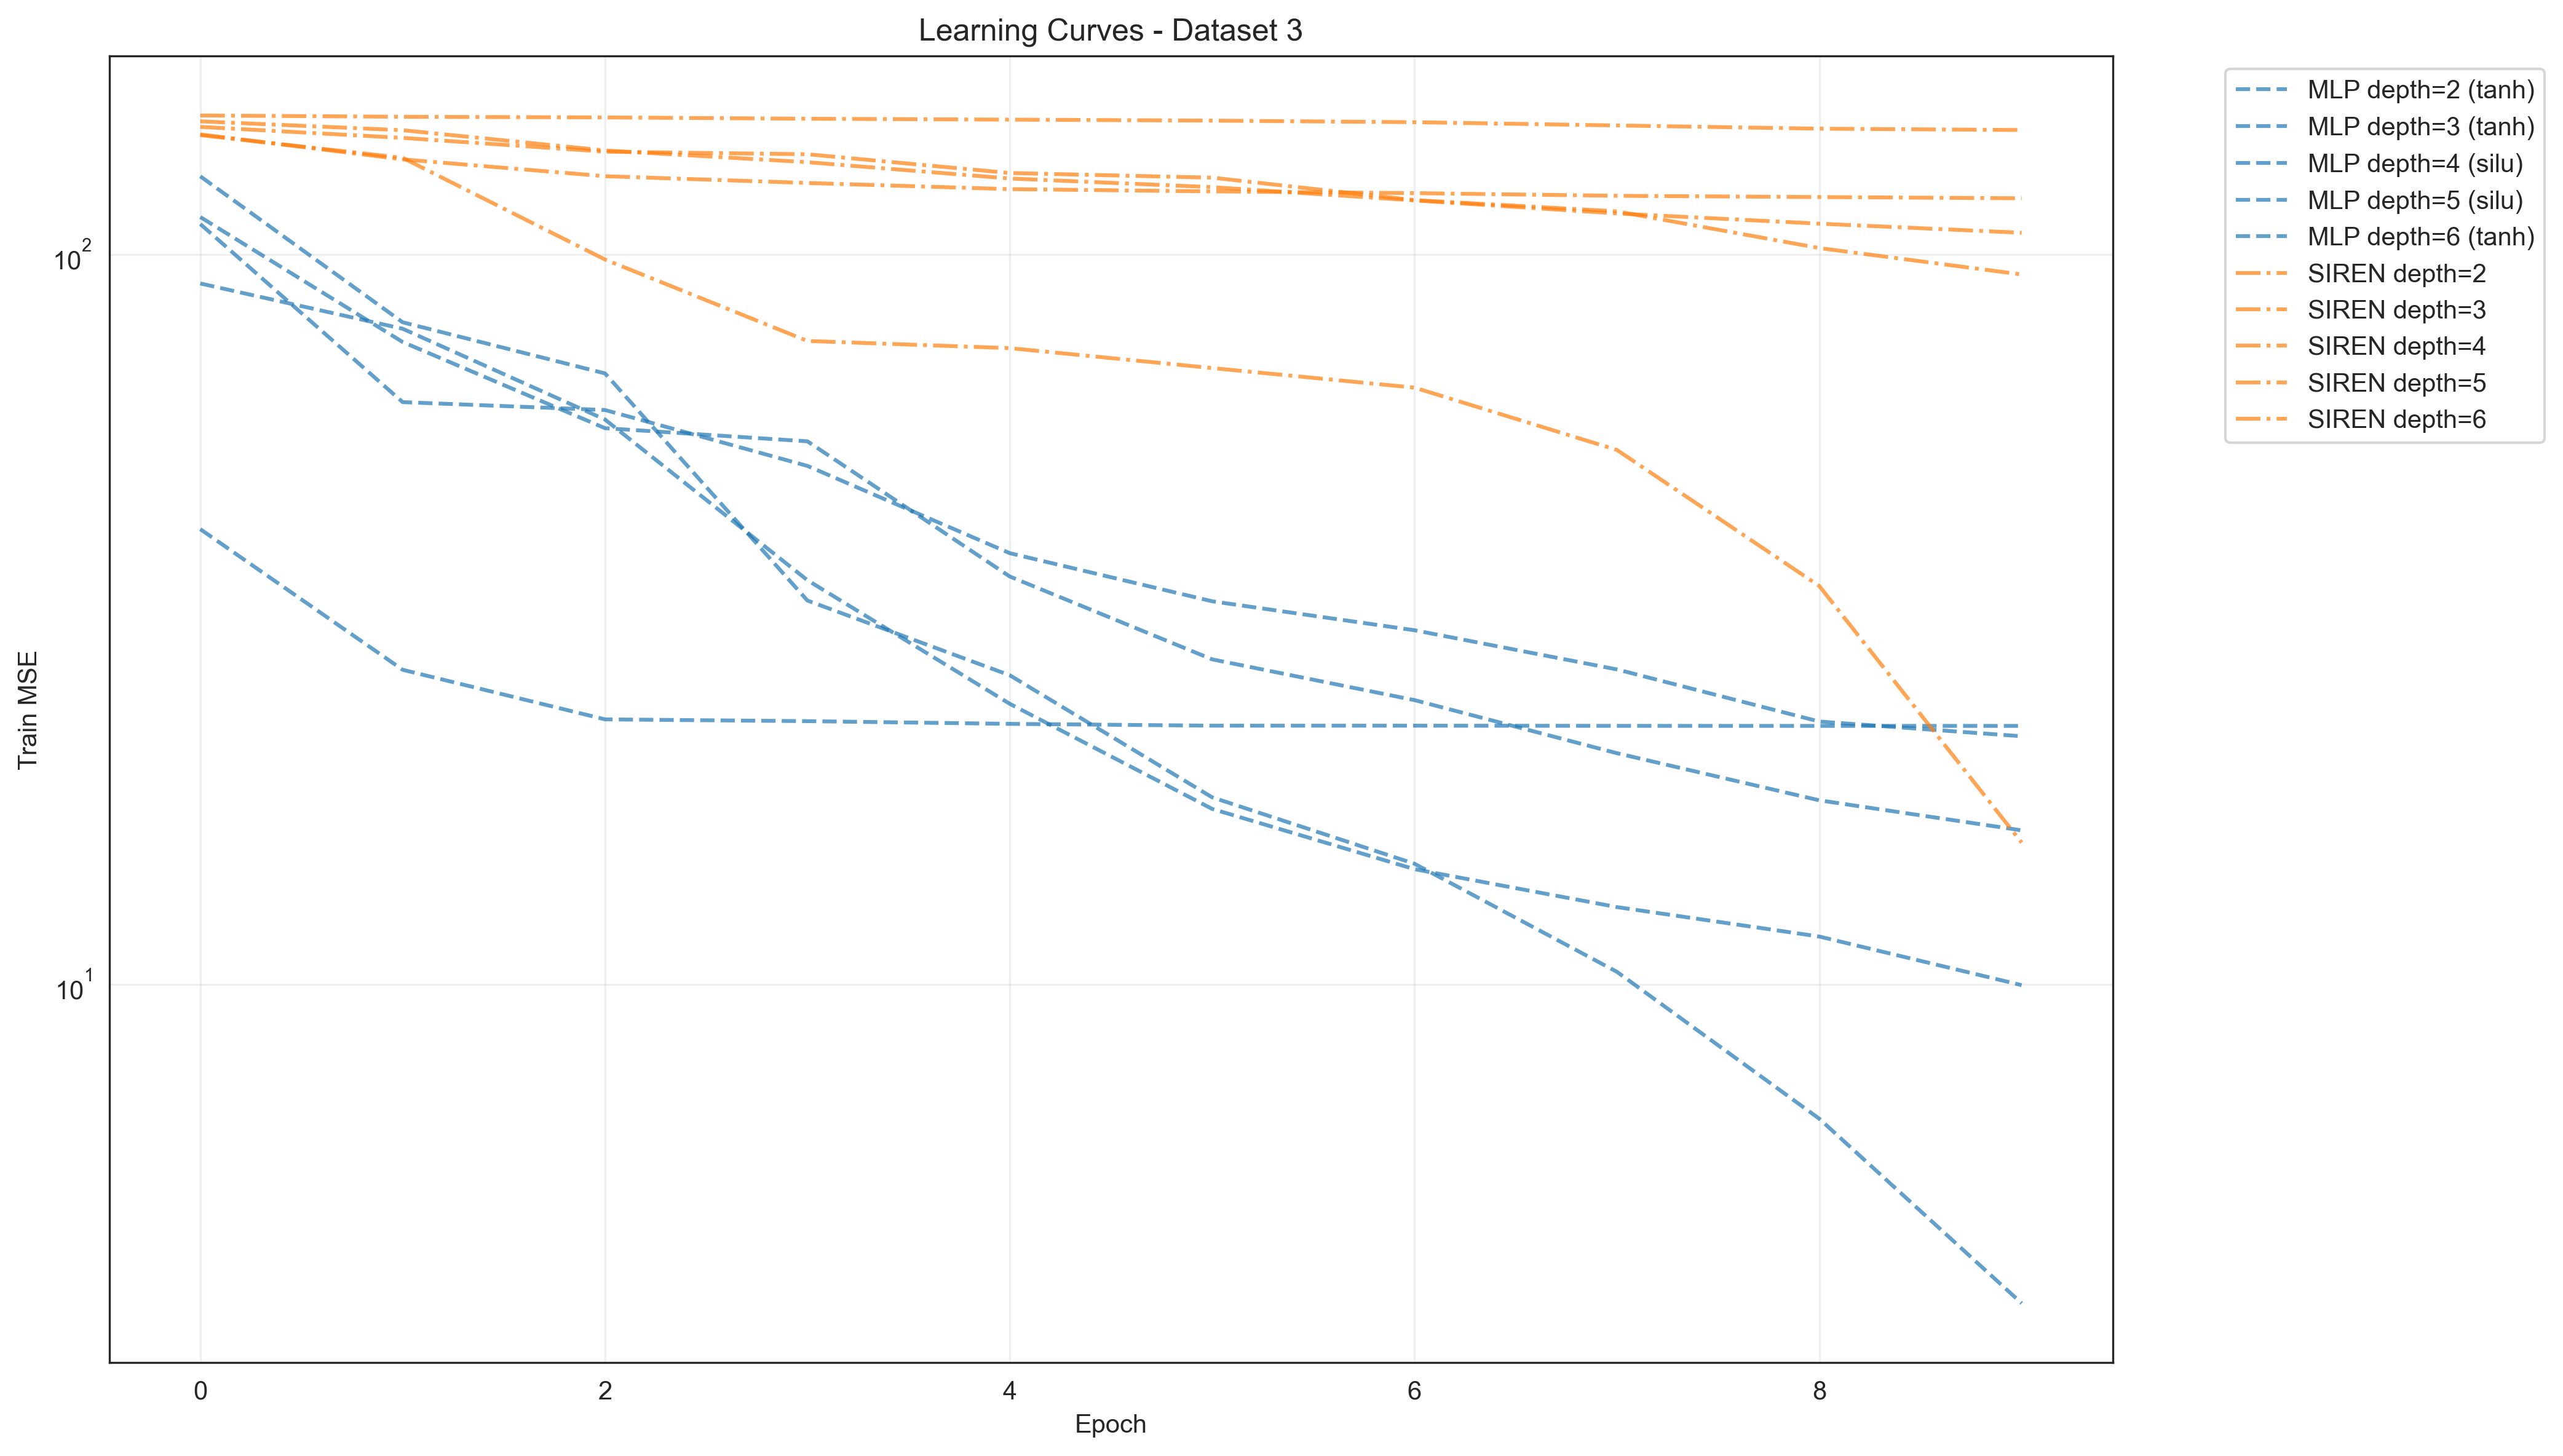 Learning Curves - Dataset 3
MLP depth=2 (tanh)
MLP depth=3 (tanh)
MLP depth=4 (silu)
MLP depth=5 (silu)
MLP depth=6 (tanh)
SIREN depth=2
SIREN depth=3
SIREN depth=4
SIREN depth=5
SIREN depth=6
Train MSE
10^2
10^1
0 2 4 6 8
Epoch